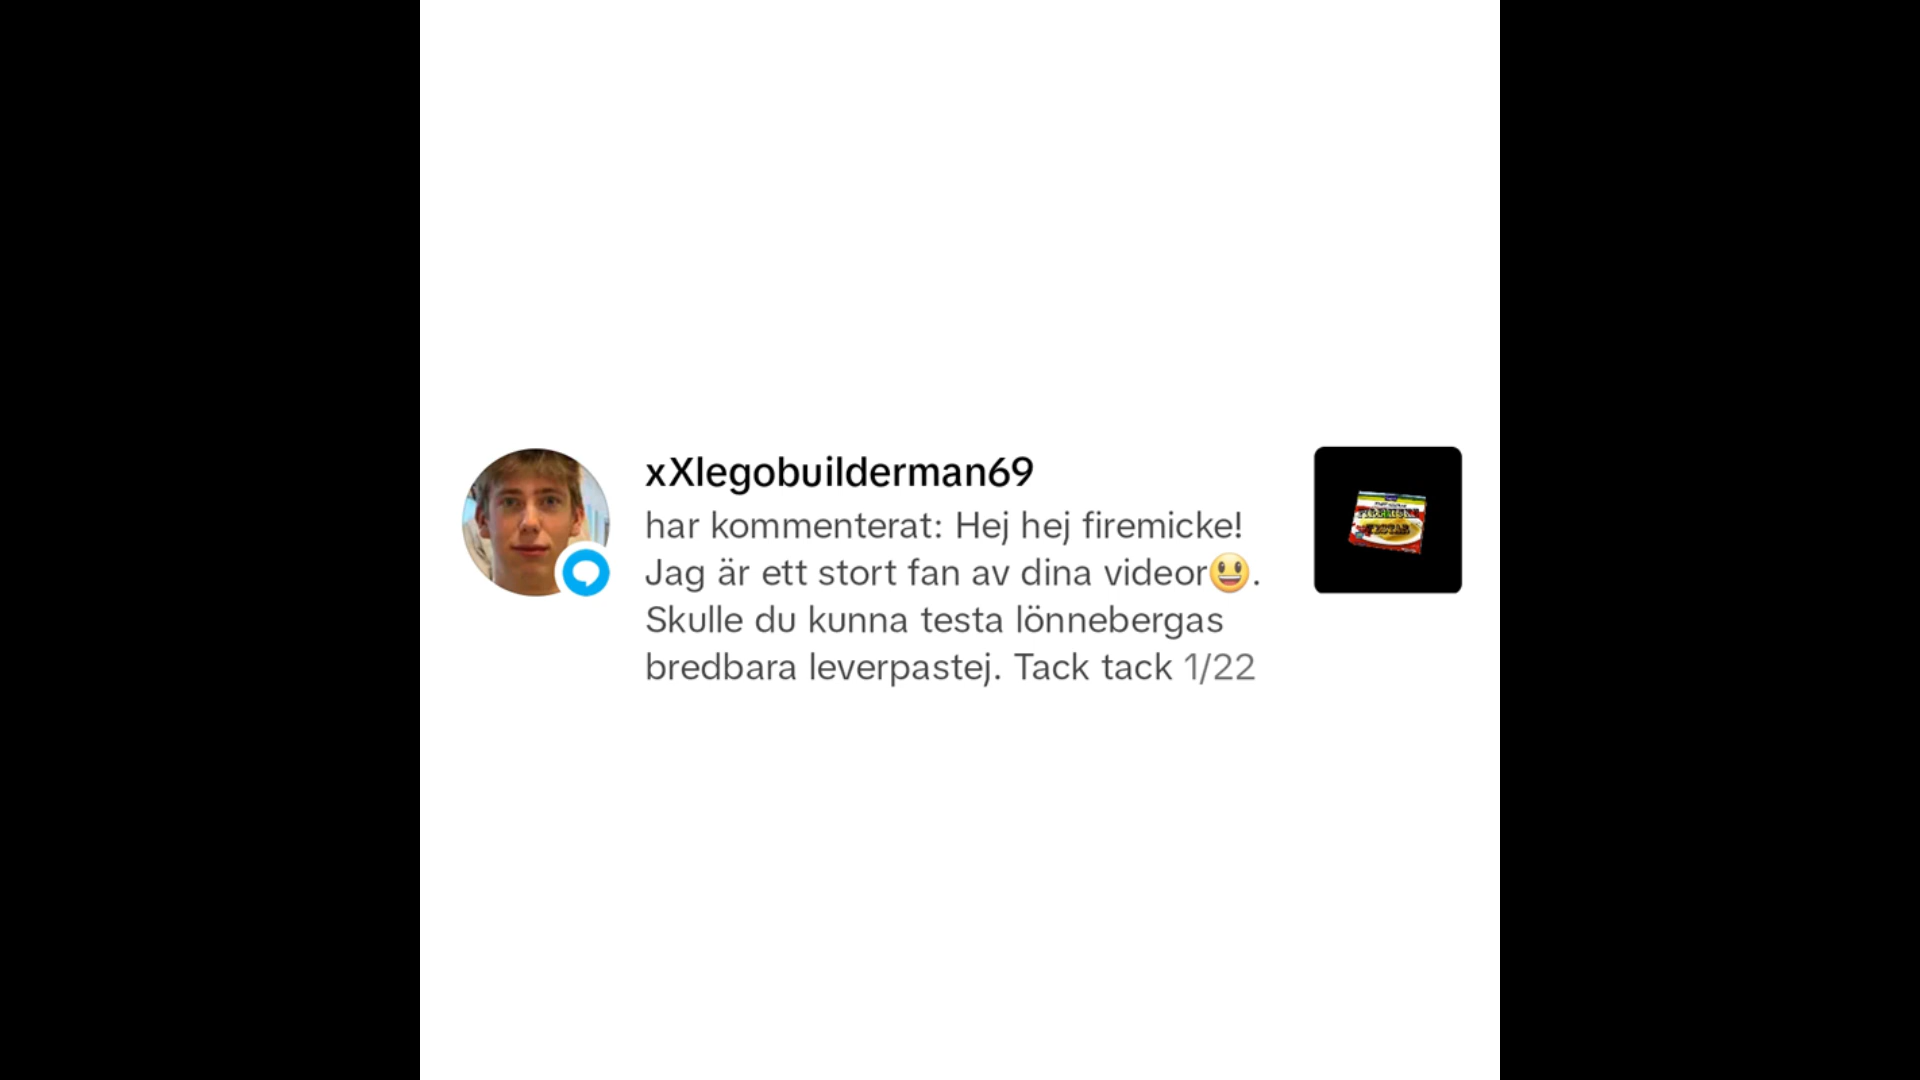 xXlegobuilderman69
har kommenterat: Hej hej firemicke!
Jag är ett stort fan av dina videor😃.
Skulle du kunna testa lönnebergas
bredbara leverpastej. Tack tack 1/22